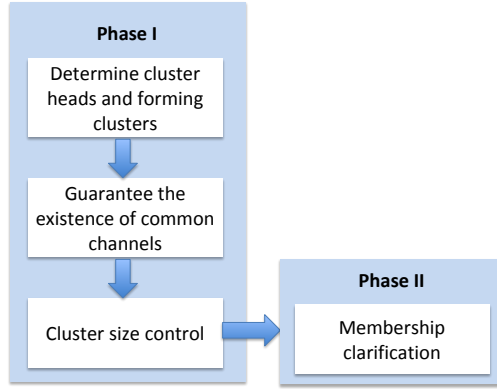 Phase I
Determine cluster
heads and forming
clusters
Guarantee the
existence of common
channels
Cluster size control
Phase II
Membership
clarification